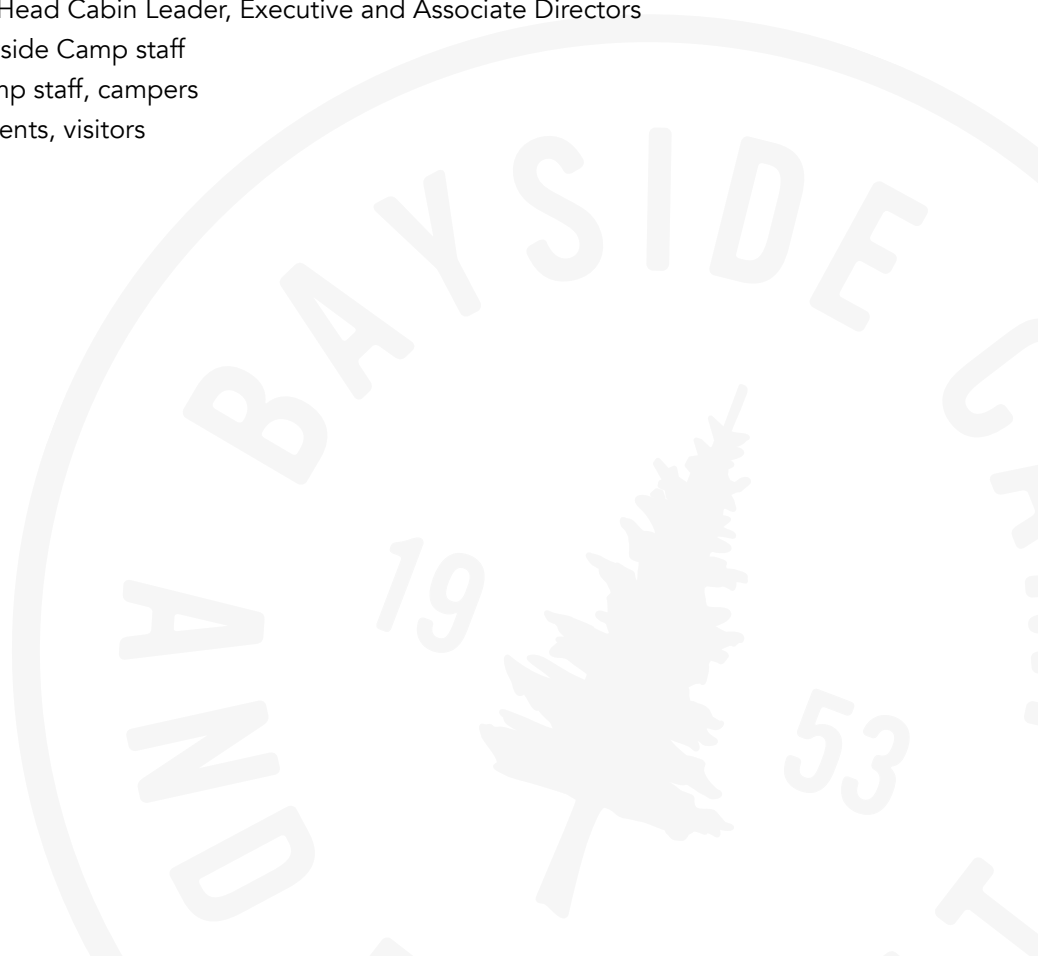 Head Cabin Leader, Executive and Associate Directors
side Camp staff
mp staff, campers
ents, visitors
BAYSIDE CA
AND
19
53